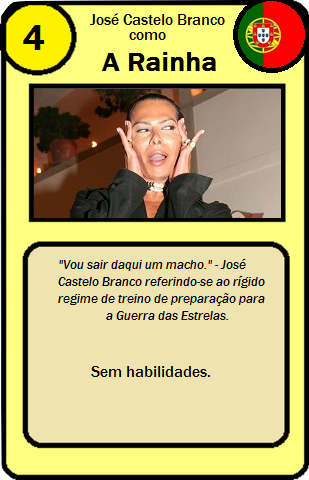 4
José Castelo Branco
como
A Rainha
"Vou sair daqui um macho." - José
Castelo Branco referindo-se ao rígido
regime de treino de preparação para
a Guerra das Estrelas.
Sem habilidades.